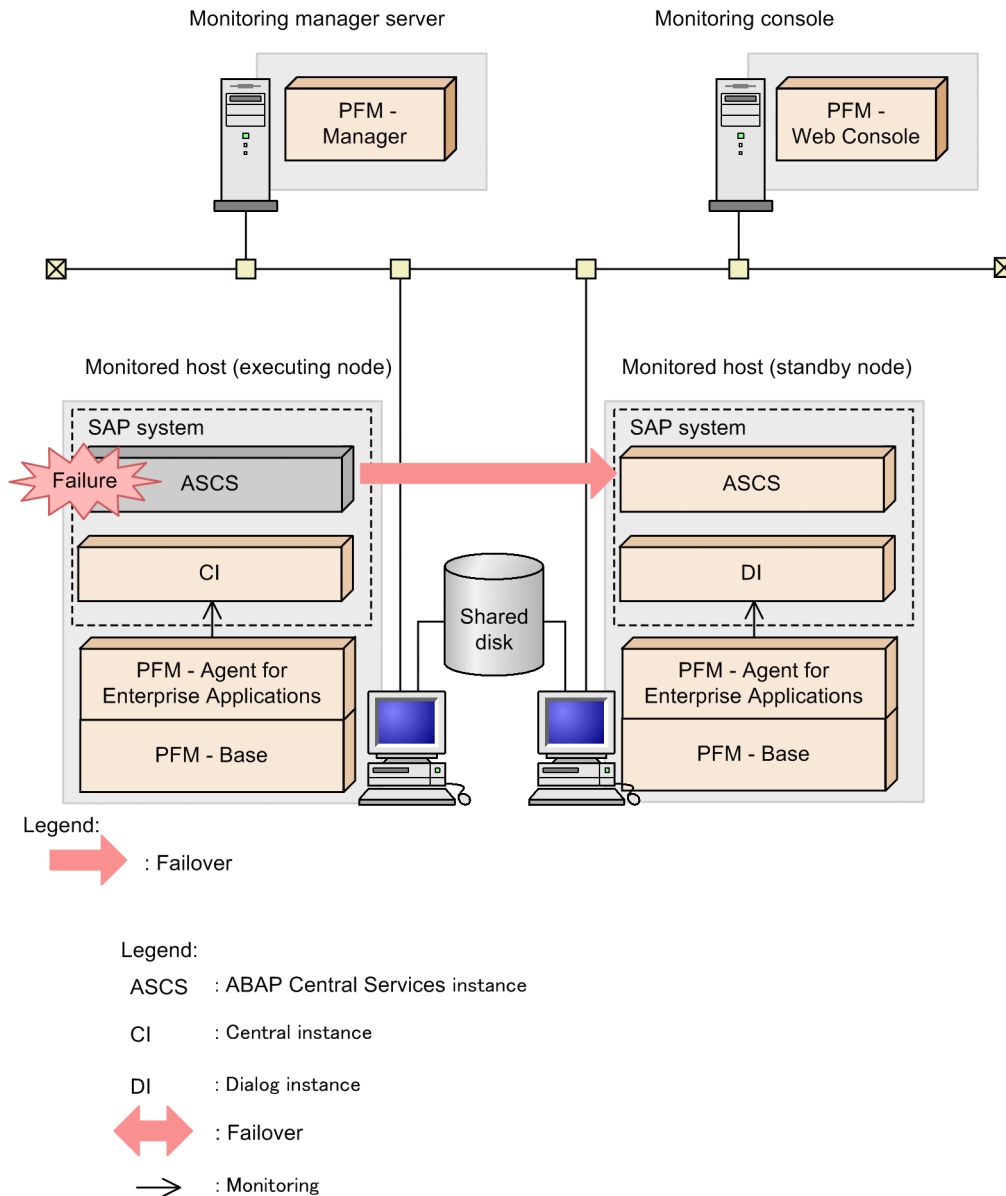 Monitoring manager server
Monitoring console
PFM -
Manager
PFM -
Web Console
Monitored host (executing node)
Monitored host (standby node)
SAP system
Failure
ASCS
CI
PFM - Agent for
Enterprise Applications
PFM - Base
Shared
disk
SAP system
ASCS
DI
PFM - Agent for
Enterprise Applications
PFM - Base
Legend:
: Failover
Legend:
ASCS : ABAP Central Services instance
CI : Central instance
DI : Dialog instance
: Failover
: Monitoring